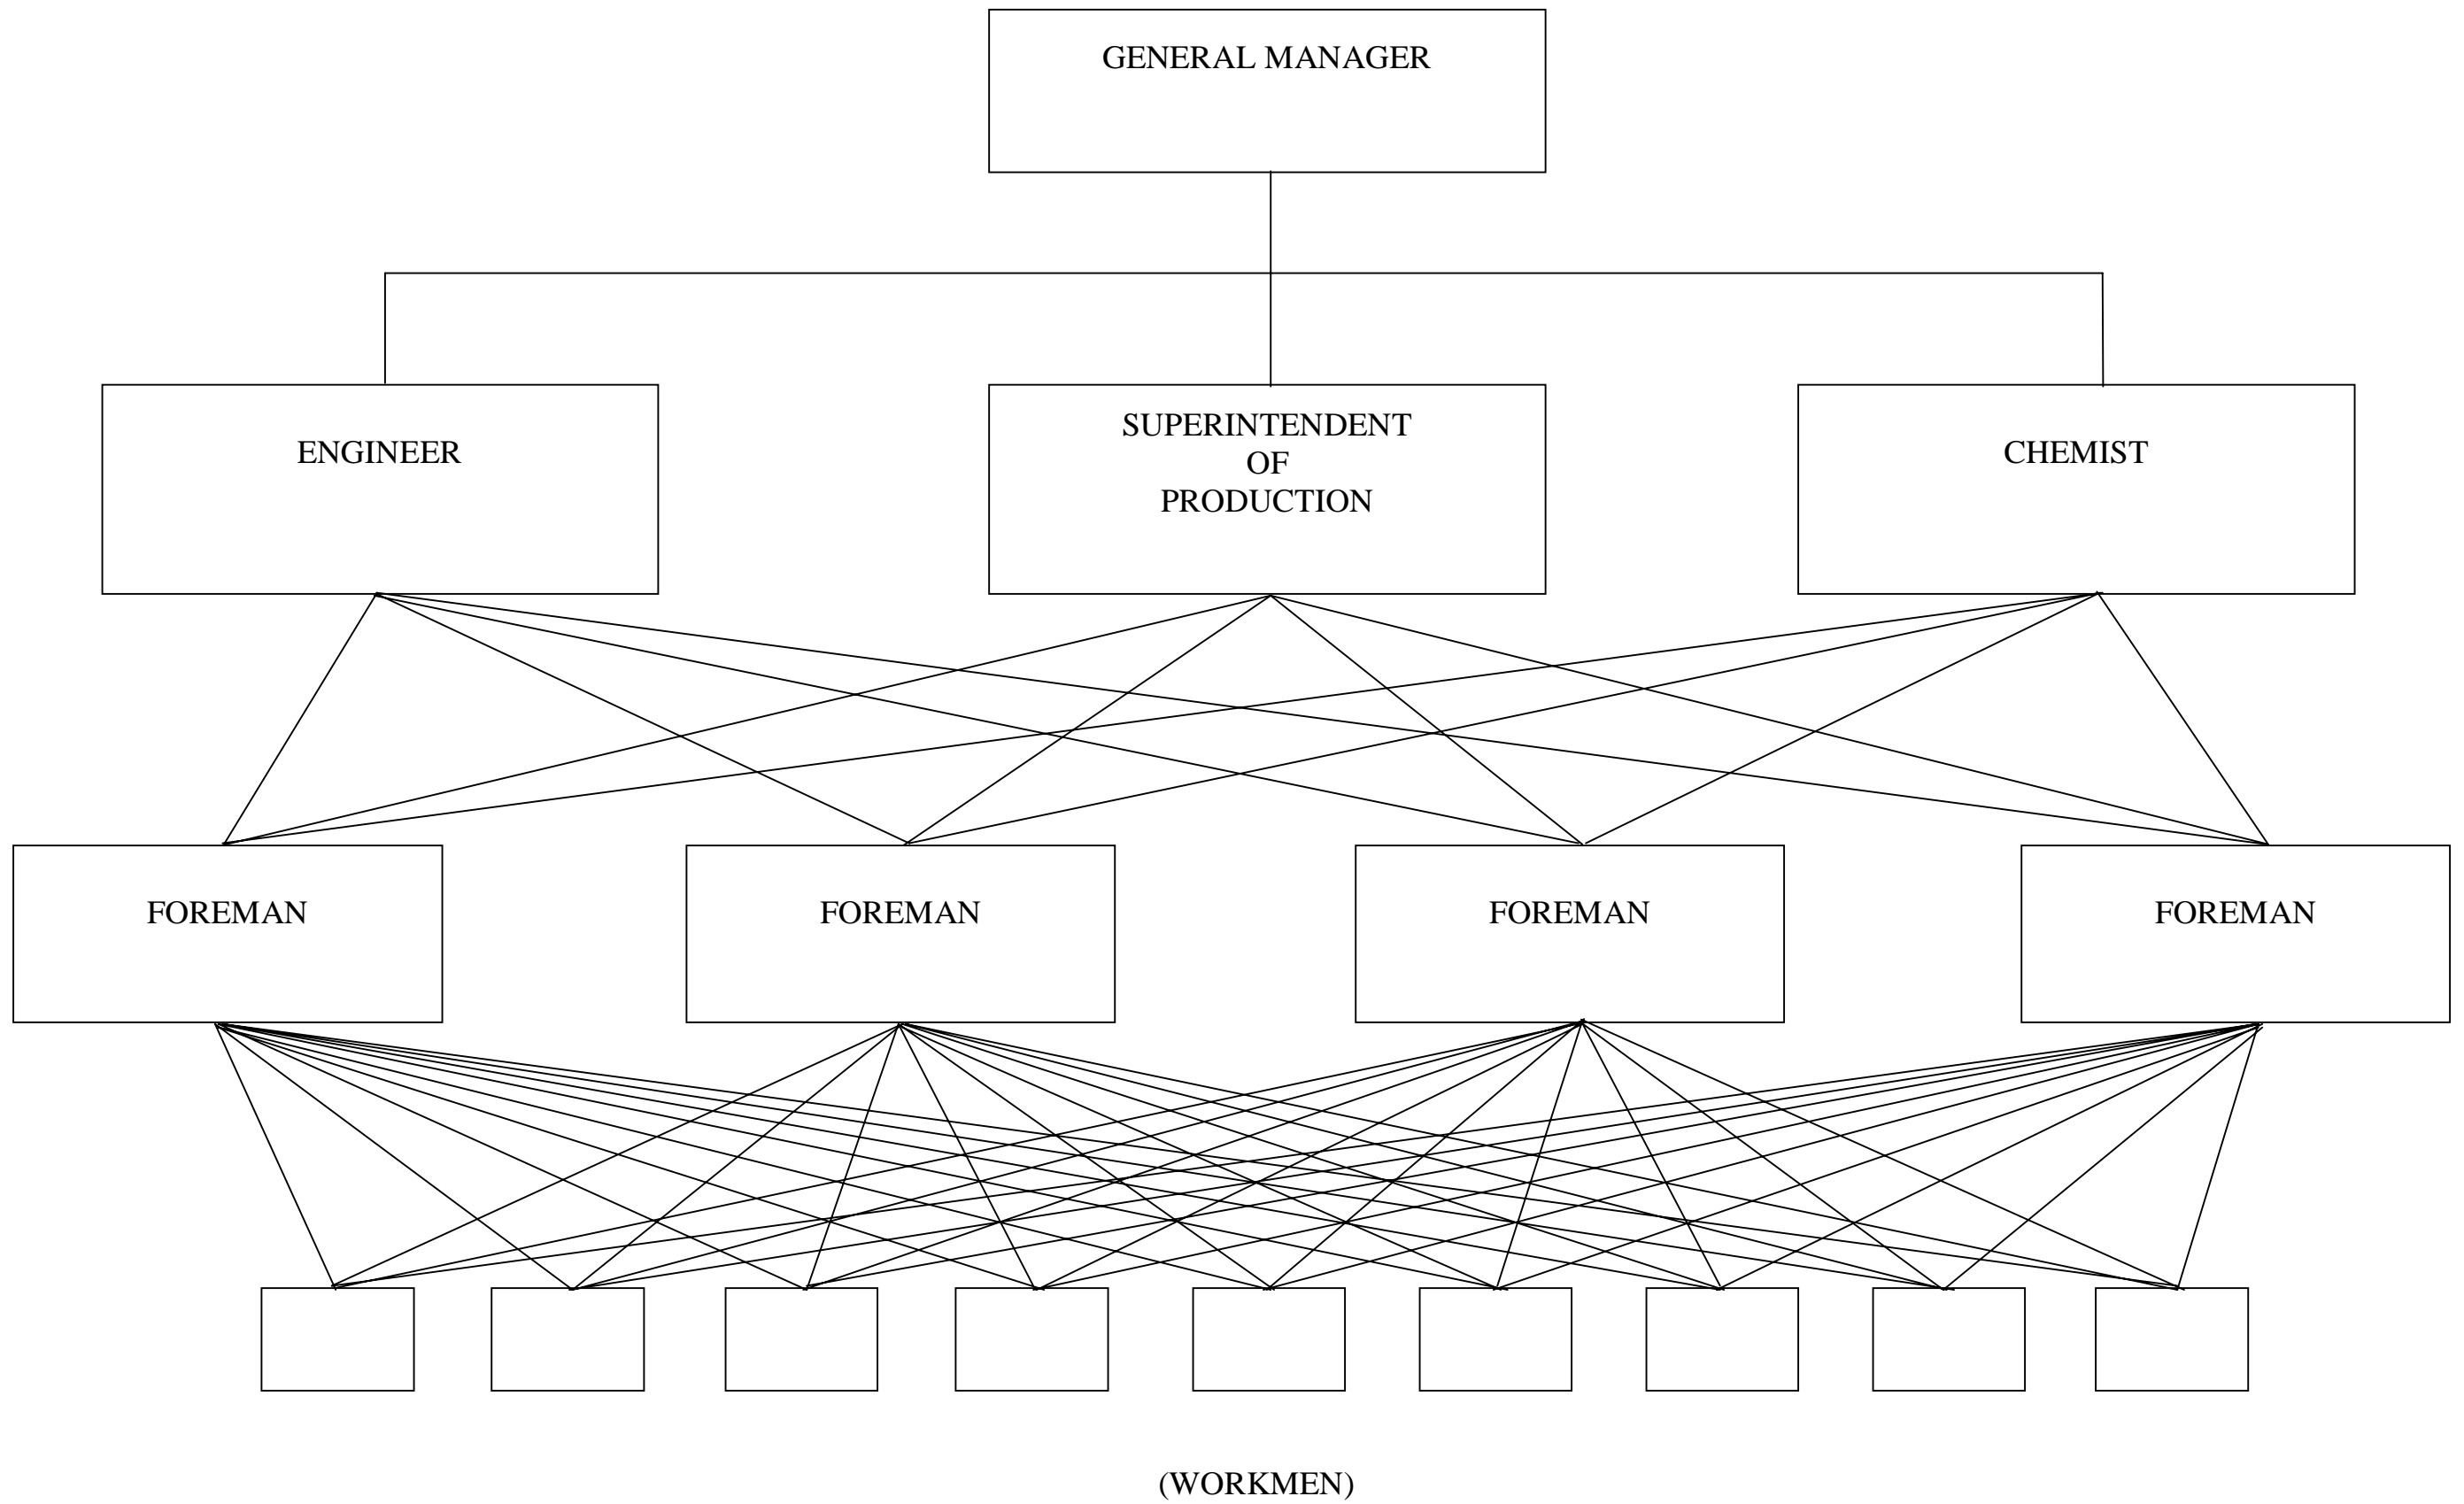 GENERAL MANAGER
ENGINEER
SUPERINTENDENT
OF
PRODUCTION
CHEMIST
FOREMAN
FOREMAN
FOREMAN
FOREMAN
(WORKMEN)